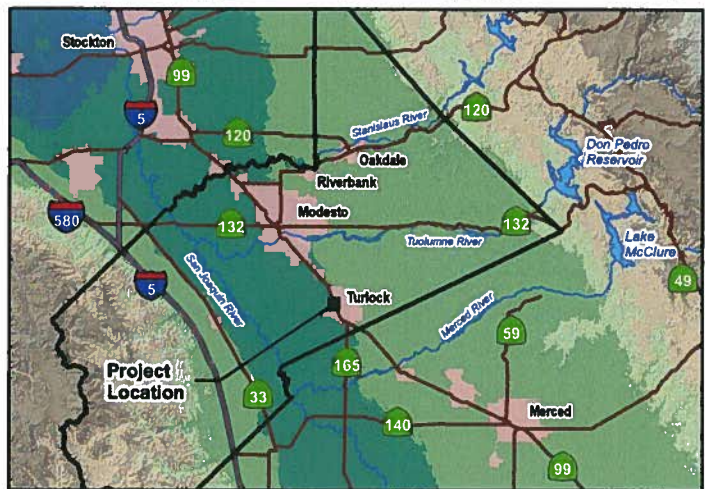 Stockton
99
5
120
Stanislaus River
120
Oakdale
Riverbank
Don Pedro
Reservoir
580
132
Modesto
Tuolumne River
132
Lake
McClure
5
San Joaquin River
Turlock
Merced River
49
59
Project
Location
33
165
140
Merced
99